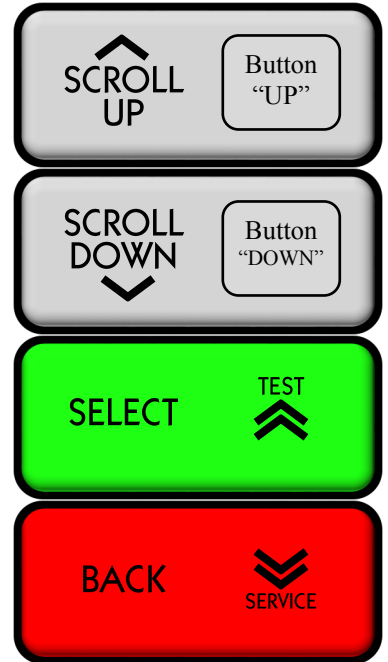 SCROLL
UP
Button
“UP”
SCROLL
DOWN
Button
“DOWN”
SELECT
TEST
BACK
SERVICE